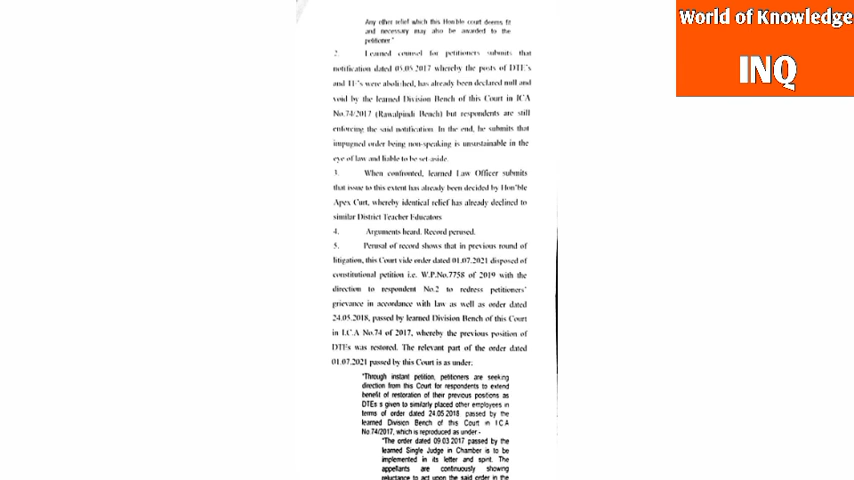 World of Knowledge
INQ
Any other relief which this Hon'ble court deems fit
and necessary may also be awarded to the
petitioner"
2. Learned counsel for petitioners submits that
notification dated 05.05.2017 whereby the posts of DTE's
and TE's were abolished, has already been declared null and
void by the learned Division Bench of this Court in ICA
No.74/2017 (Rawalpindi Bench) but respondents are still
enforcing the said notification. In the end, he submits that
impugned order being non-speaking is unsustainable in the
eye of law and liable to be set-aside.
3. When confronted, learned Law Officer submits
that issue to this extent has already been decided by Hon'ble
Apex Curt, whereby identical relief has already declined to
similar District Teacher Educators
4. Arguments heard. Record perused.
5. Perusal of record shows that in previous round of
litigation, this Court vide order dated 01.07.2021 disposed of
constitutional petition i.e. W.P.No.7758 of 2019 with the
direction to respondent No.2 to redress petitioners'
grievance in accordance with law as well as order dated
24.05.2018, passed by learned Division Bench of this Court
in I.C.A No.74 of 2017, whereby the previous position of
DTEs was restored. The relevant part of the order dated
01.07.2021 passed by this Court is as under:
"Through instant petition, petitioners are seeking
direction from this Court for respondents to extend
benefit of restoration of their previous positions as
DTEs s given to similarly placed other employees in
terms of order dated 24.05.2018 passed by the
learned Division Bench of this Court in I C A
No 74/2017, which is reproduced as under:-
"The order dated 09.03.2017 passed by the
learned Single Judge in Chamber is to be
implemented in its letter and spirit. The
appellants are continuously showing
reluctance to act upon the said order in the